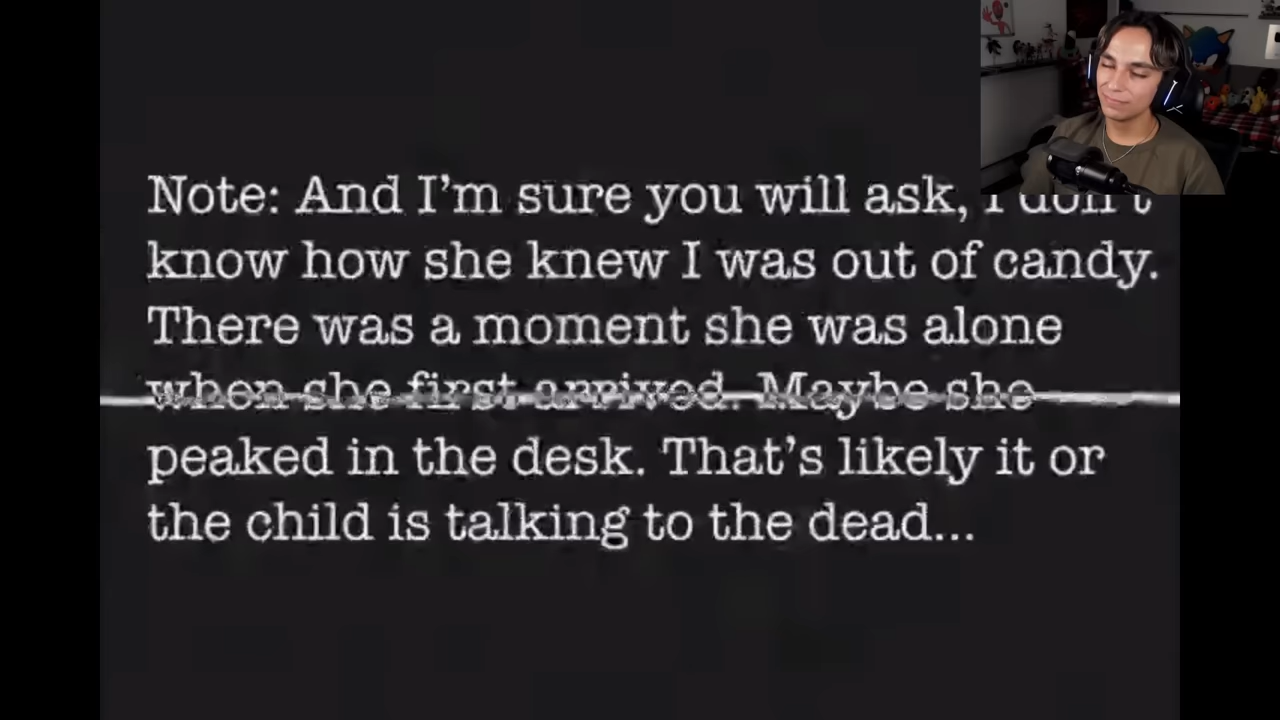 Note: And I'm sure you will ask, I don't
know how she knew I was out of candy.
There was a moment she was alone
when she first arrived. Maybe she
peaked in the desk. That's likely it or
the child is talking to the dead...